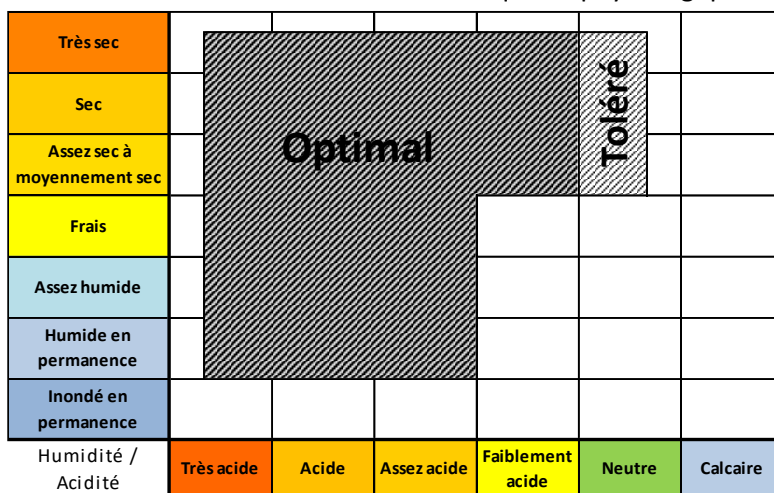 Très sec
Sec
Optimal
Toléré
Assez sec à
moyennement sec
Frais
Assez humide
Humide en
permanence
Inondé en
permanence
Humidité /
Acidité
Très acide
Acide
Assez acide
Faiblement
acide
Neutre
Calcaire